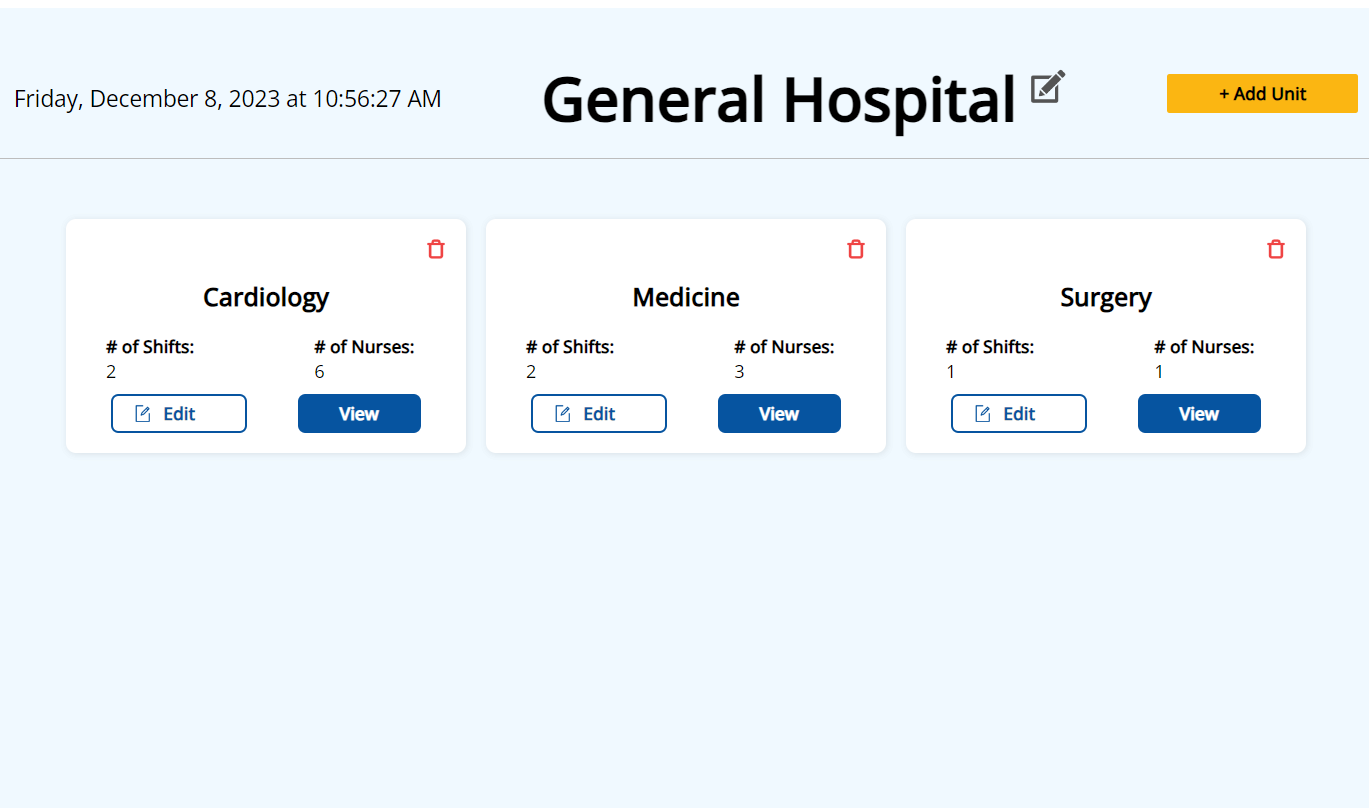 Friday, December 8, 2023 at 10:56:27 AM
General Hospital
+ Add Unit
Cardiology
# of Shifts:
2
# of Nurses:
6
Edit
View
Medicine
# of Shifts:
2
# of Nurses:
3
Edit
View
Surgery
# of Shifts:
1
# of Nurses:
1
Edit
View